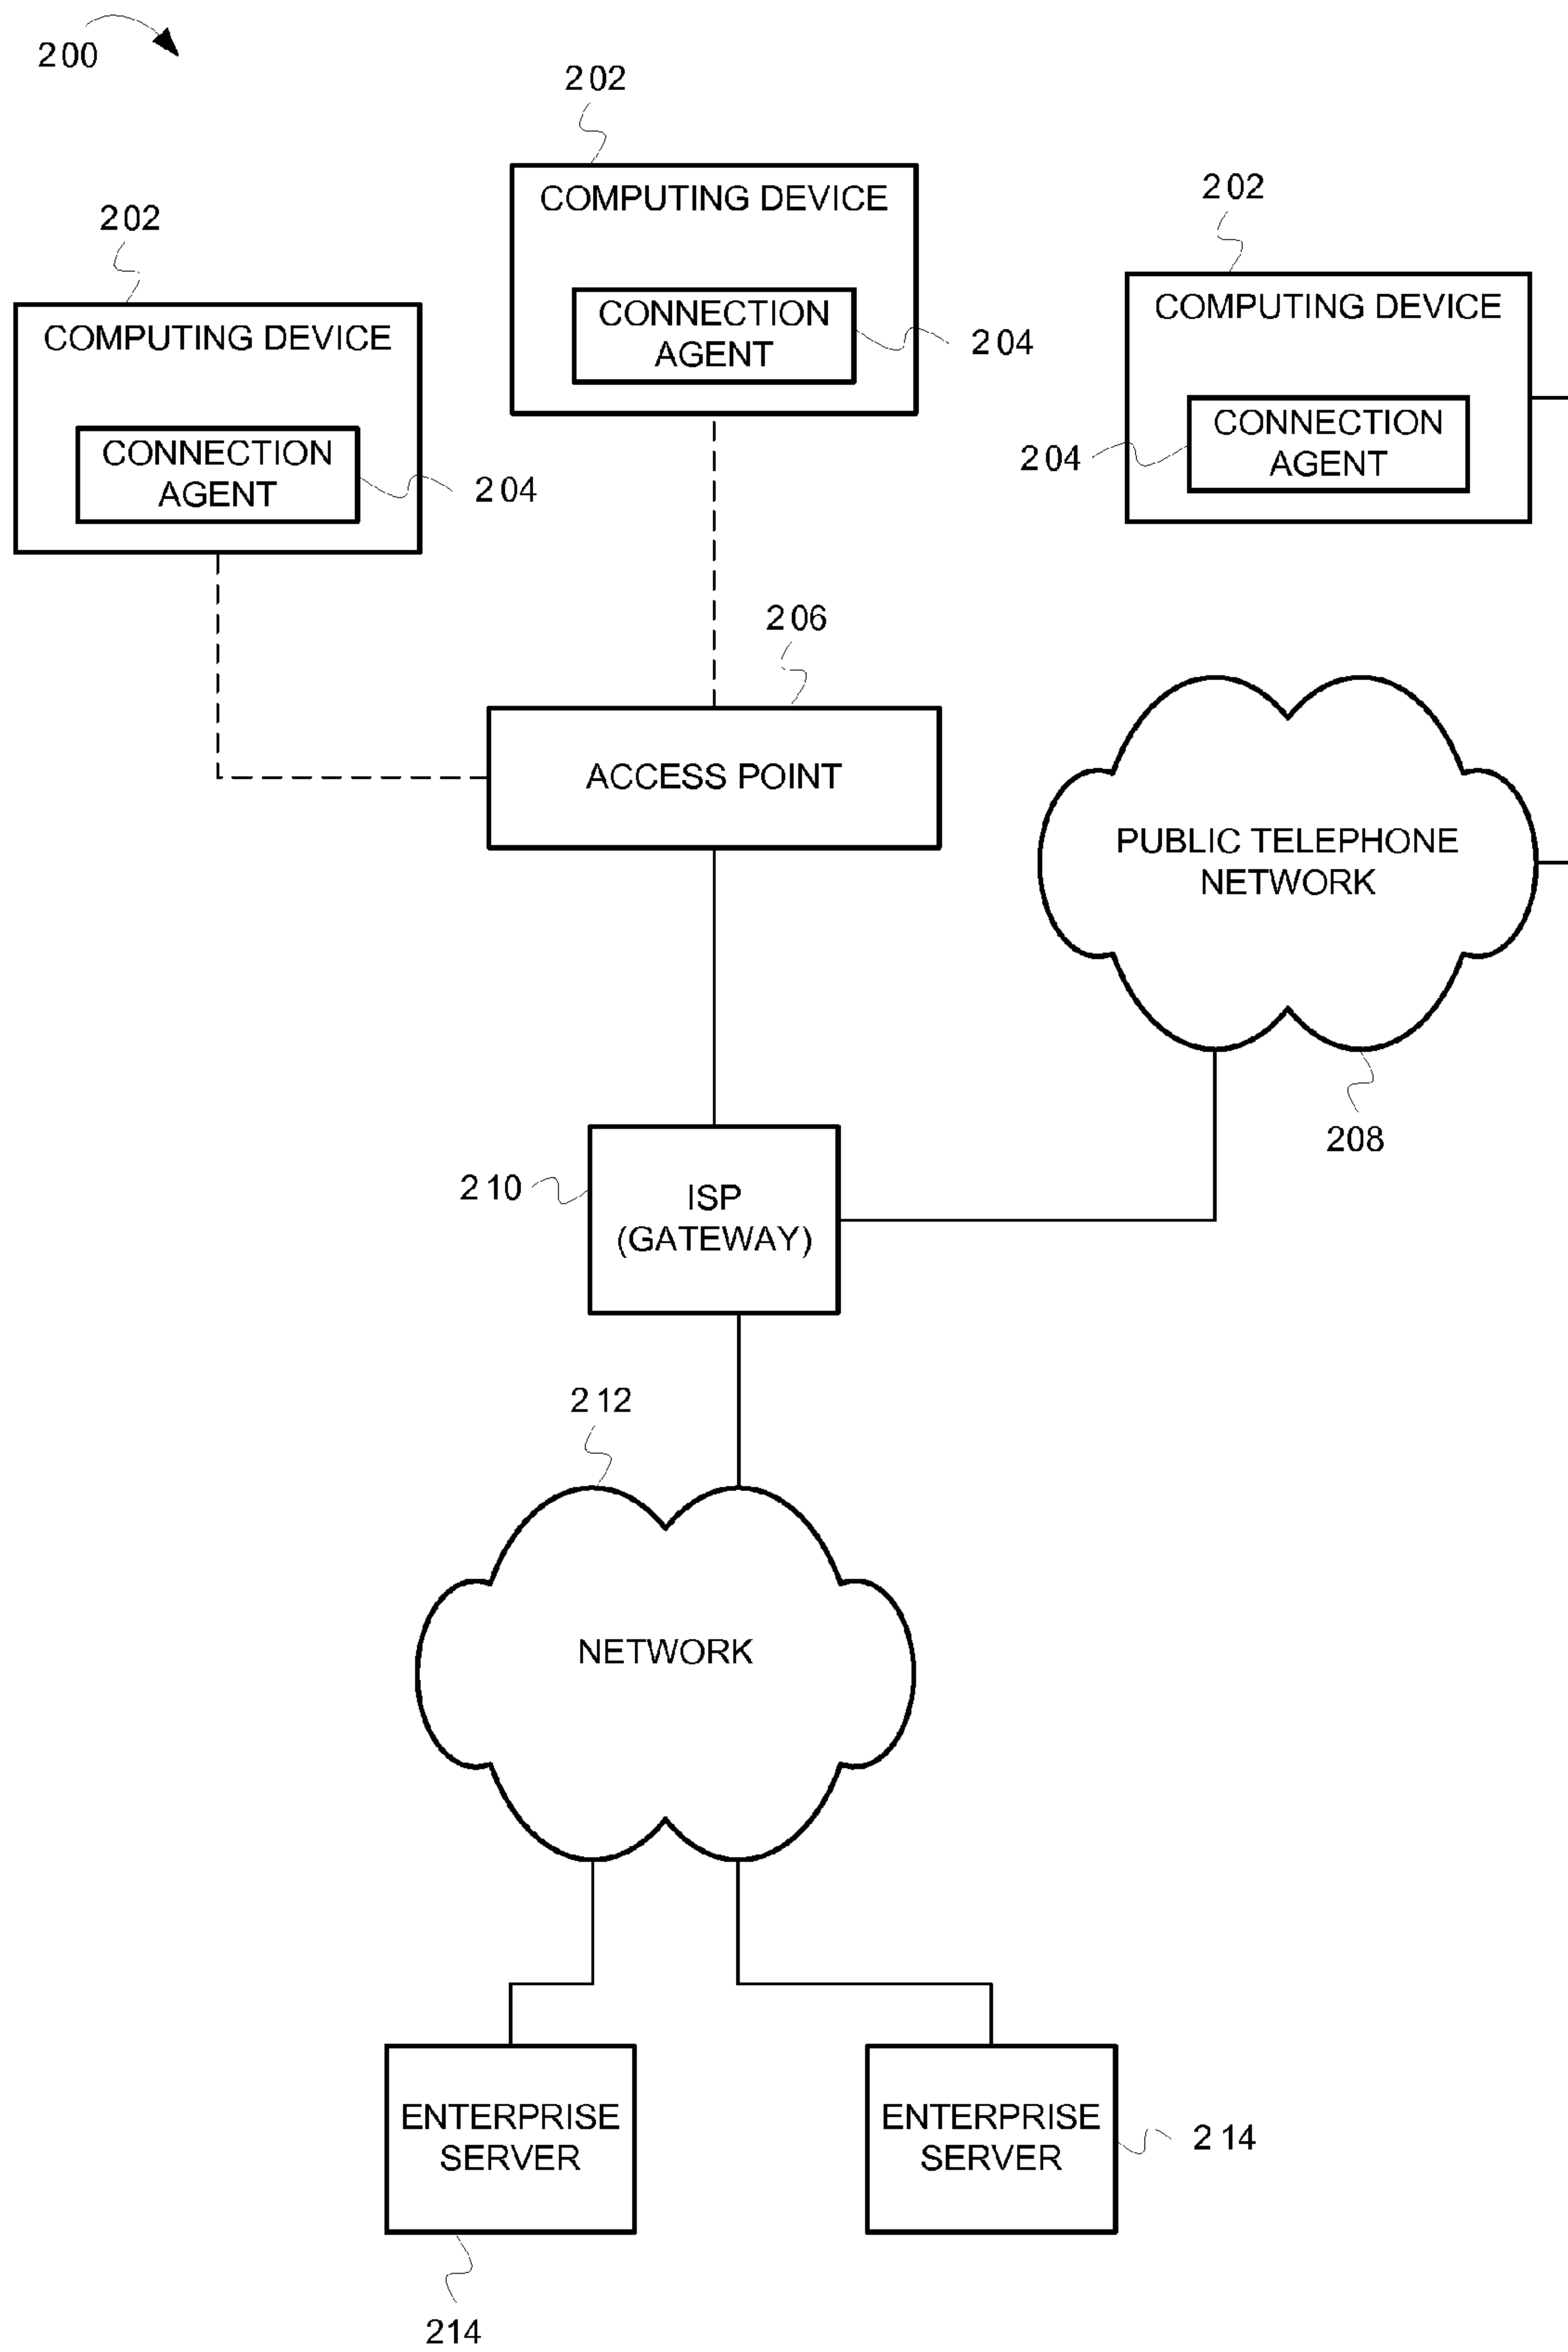 200
202
COMPUTING DEVICE
202
202
COMPUTING DEVICE
COMPUTING DEVICE
CONNECTION
AGENT
204
CONNECTION
AGENT
204
CONNECTION
AGENT
204
206
ACCESS POINT
PUBLIC TELEPHONE
NETWORK
208
210
ISP
(GATEWAY)
212
NETWORK
ENTERPRISE
SERVER
ENTERPRISE
SERVER
214
214